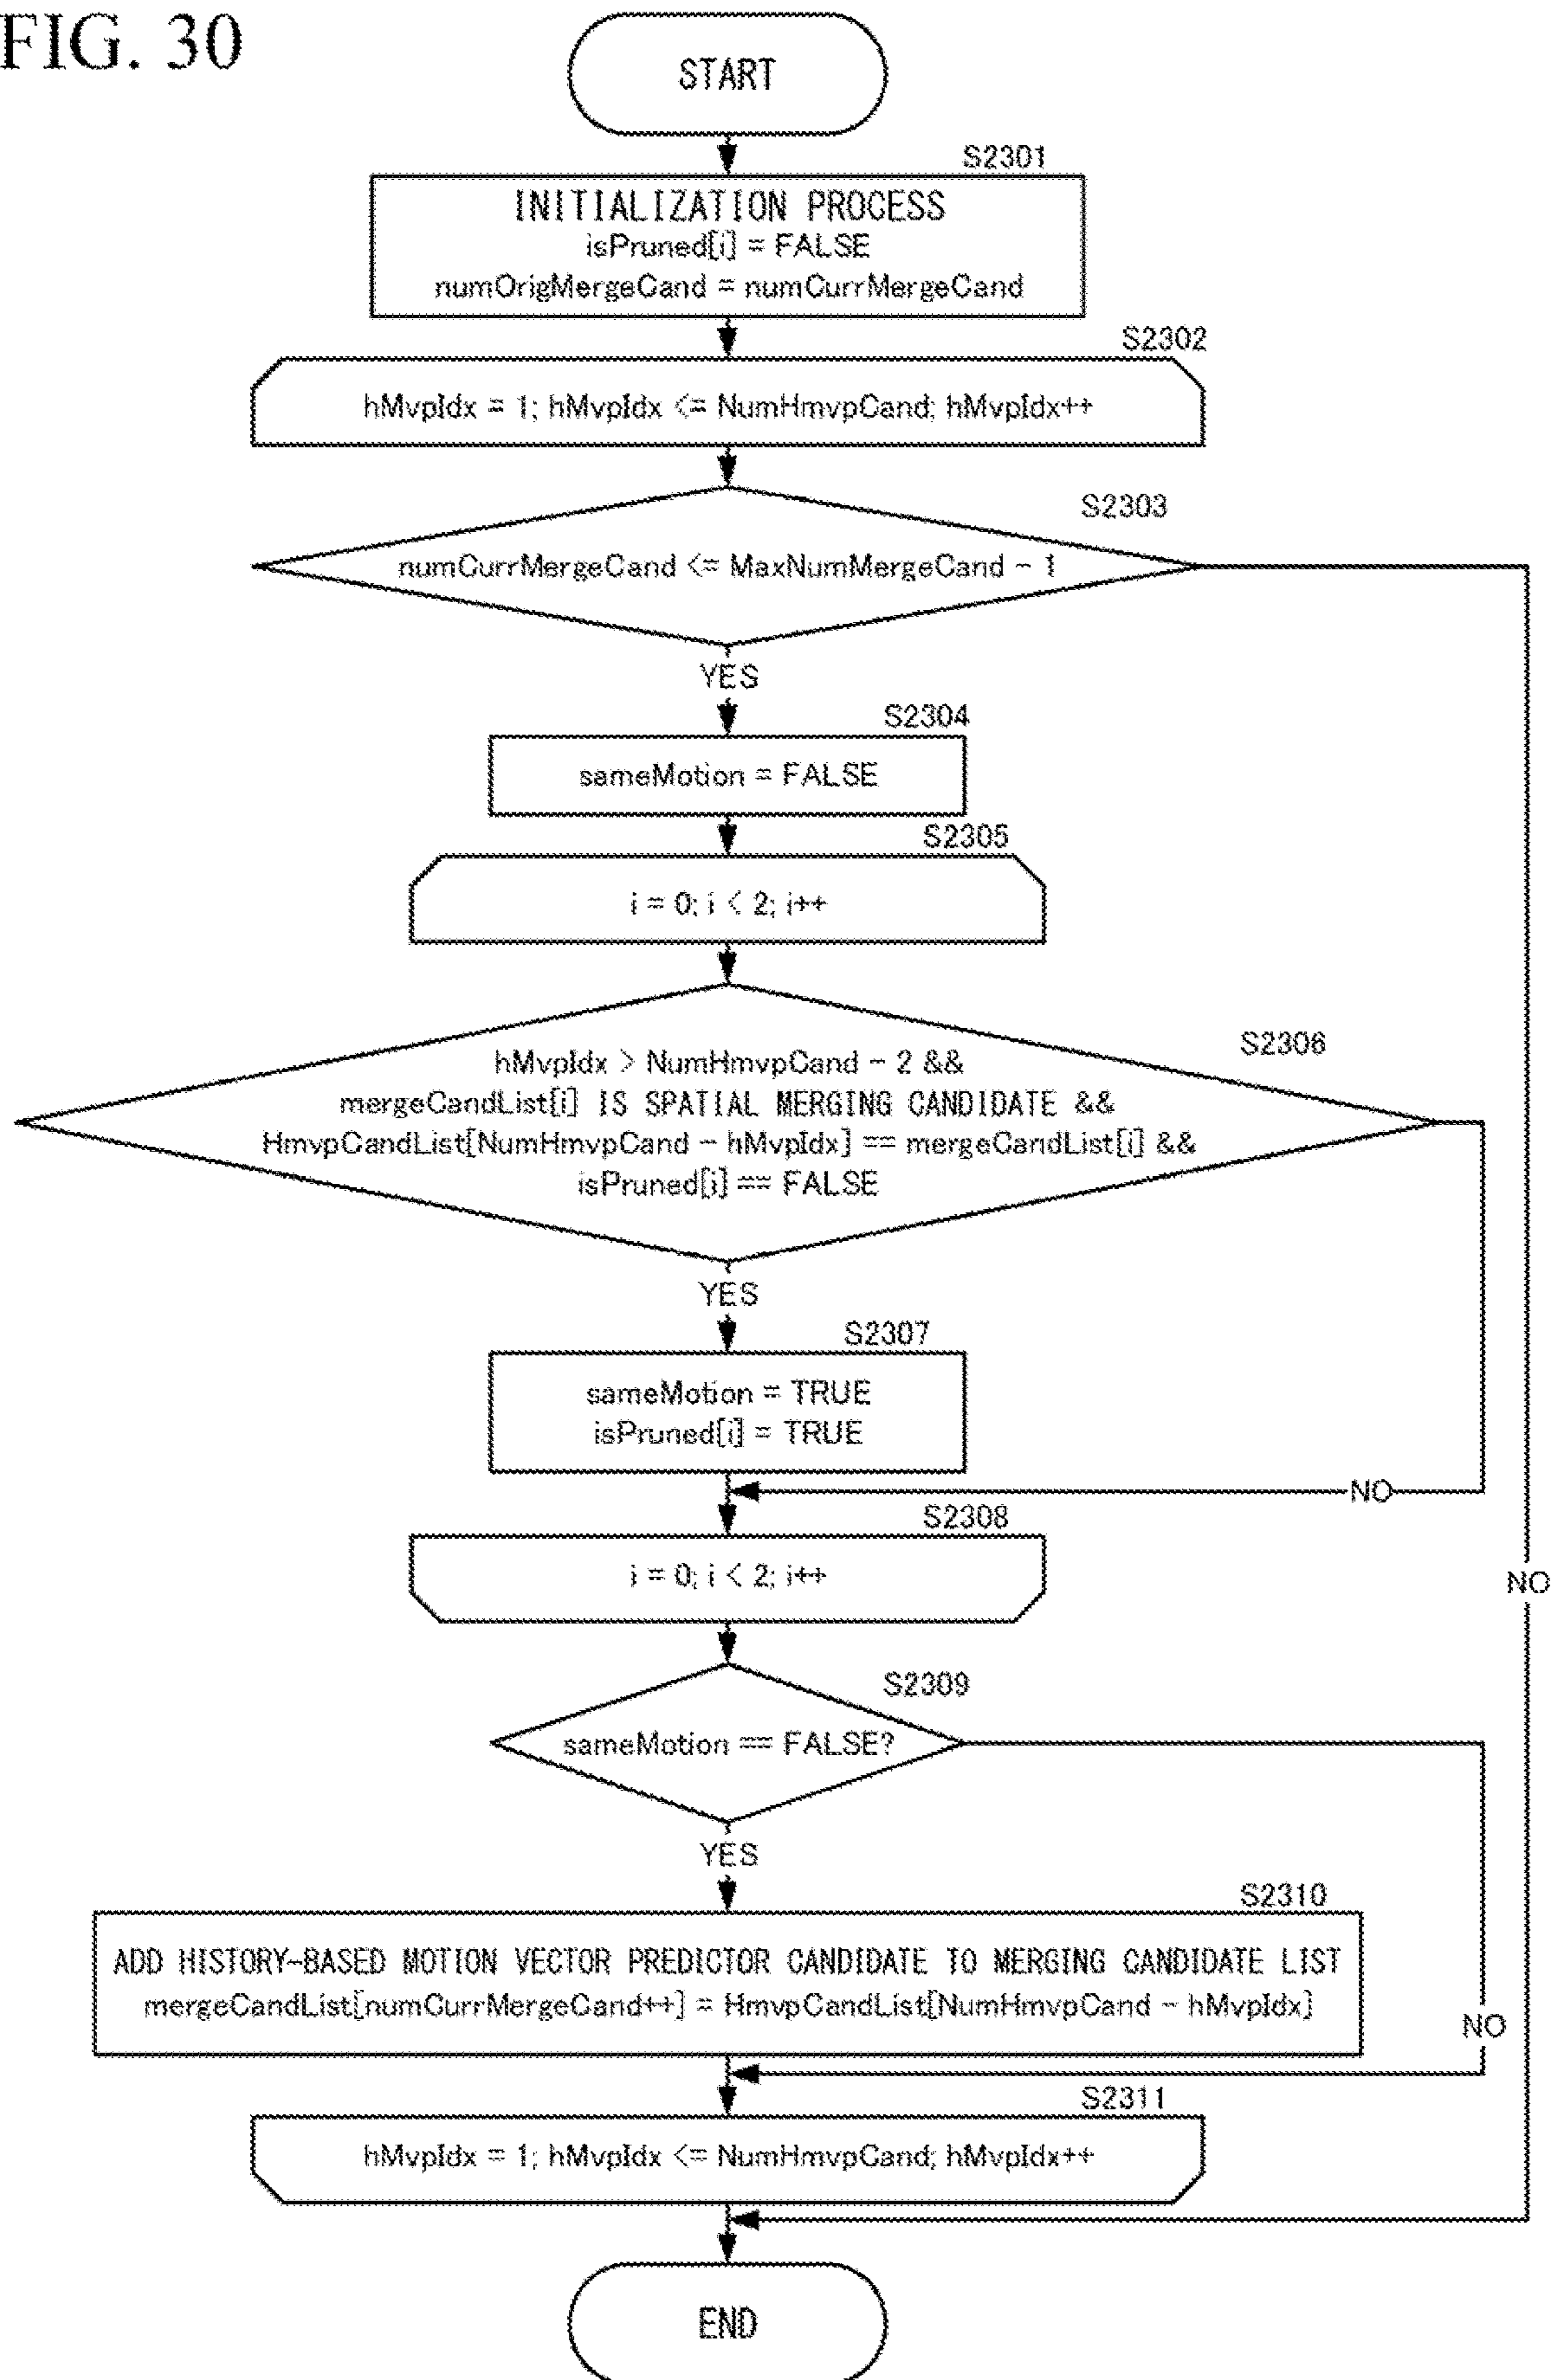 FIG. 30
START
S2301
INITIALIZATION PROCESS
isPruned[i] = FALSE
numOrigMergeCand = numCurrMergeCand
S2302
hMvpIdx = 1; hMvpIdx <= NumHmvpCand; hMvpIdx++
S2303
numCurrMergeCand <= MaxNumMergeCand - 1
YES
S2304
sameMotion = FALSE
S2305
i = 0; i < 2; i++
S2306
hMvpIdx > NumHmvpCand - 2 &&
mergeCandList[i] IS SPATIAL MERGING CANDIDATE &&
HmvpCandList[NumHmvpCand - hMvpIdx] == mergeCandList[i] &&
isPruned[i] == FALSE
YES
S2307
sameMotion = TRUE
isPruned[i] = TRUE
NO
S2308
i = 0; i < 2; i++
NO
S2309
sameMotion == FALSE?
YES
S2310
ADD HISTORY-BASED MOTION VECTOR PREDICTOR CANDIDATE TO MERGING CANDIDATE LIST
mergeCandList[numCurrMergeCand++] = HmvpCandList[NumHmvpCand - hMvpIdx]
NO
S2311
hMvpIdx = 1; hMvpIdx <= NumHmvpCand; hMvpIdx++
END